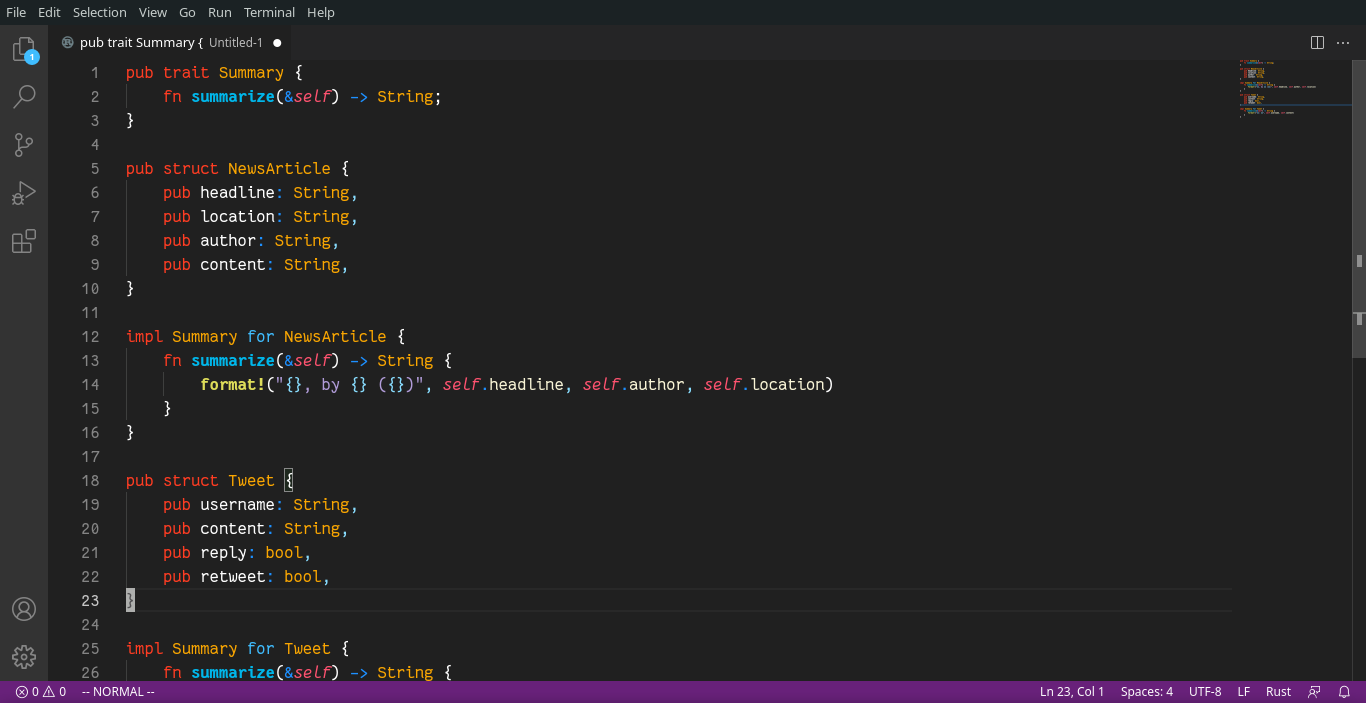 File Edit Selection View Go Run Terminal Help
1
pub trait Summary { Untitled-1
1 pub trait Summary {
2     fn summarize(&self) -> String;
3 }
4
5 pub struct NewsArticle {
6     pub headline: String,
7     pub location: String,
8     pub author: String,
9     pub content: String,
10 }
11
12 impl Summary for NewsArticle {
13     fn summarize(&self) -> String {
14         format!("{}, by {} ({})", self.headline, self.author, self.location)
15     }
16 }
17
18 pub struct Tweet {
19     pub username: String,
20     pub content: String,
21     pub reply: bool,
22     pub retweet: bool,
23 }
24
25 impl Summary for Tweet {
26     fn summarize(&self) -> String {
0 0 -- NORMAL -- Ln 23, Col 1 Spaces: 4 UTF-8 LF Rust